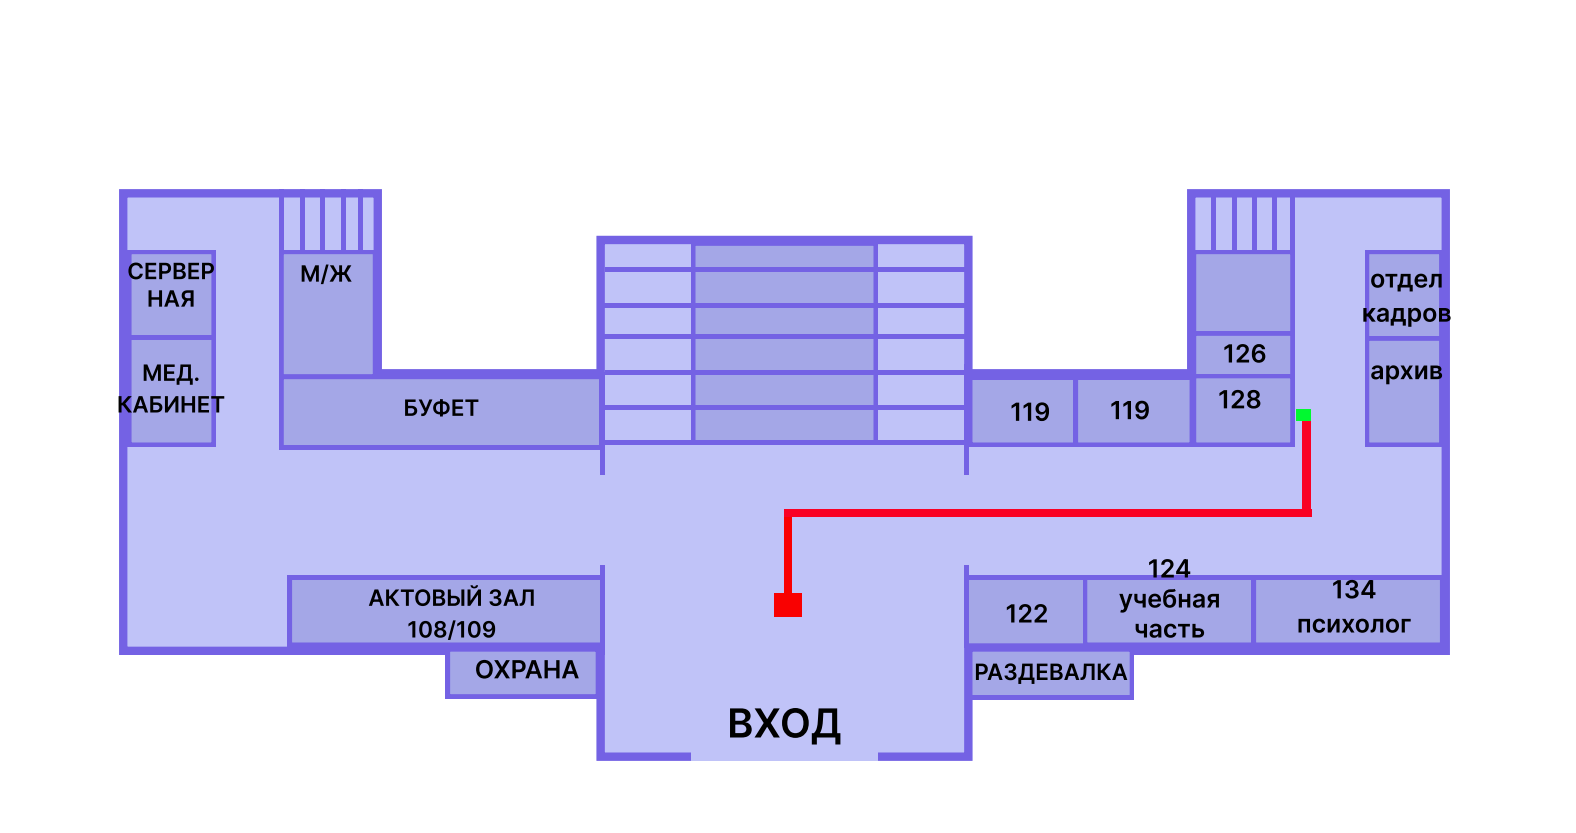 СЕРВЕР
НАЯ
МЕД.
КАБИНЕТ
М/Ж
БУФЕТ
119
119
126
128
отдел
кадров
архив
АКТОВЫЙ ЗАЛ
108/109
ОХРАНА
122
124
учебная
часть
134
психолог
РАЗДЕВАЛКА
ВХОД